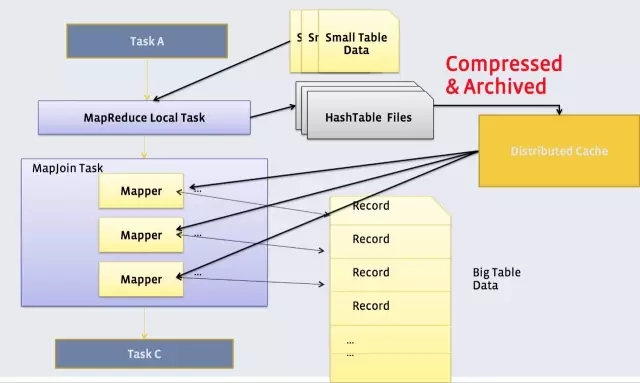 Task A
S
Sr
Small Table
Data
Compressed
& Archived
MapReduce Local Task
HashTable Files
Distributed Cache
MapJoin Task
Mapper
...
Mapper
...
Mapper
...
Record
Record
Record
Record
...
...
Big Table
Data
Task C